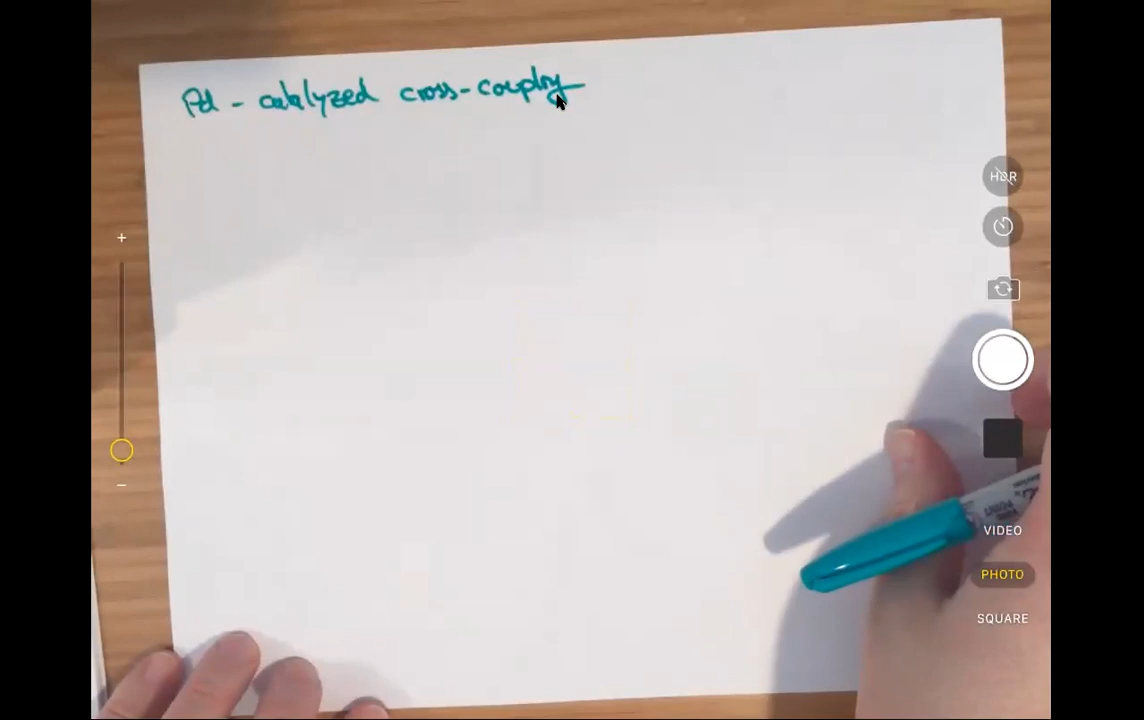 Pd - catalyzed cross-coupling
HDR
+
−
VIDEO
PHOTO
SQUARE